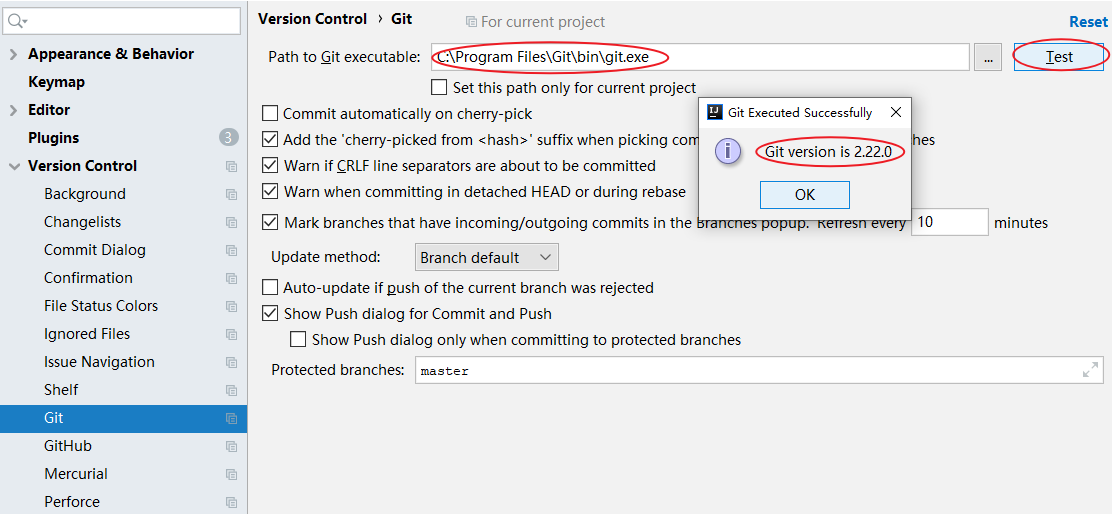 Appearance & Behavior
Keymap
Editor
Plugins
3
Version Control
Background
Changelists
Commit Dialog
Confirmation
File Status Colors
Ignored Files
Issue Navigation
Shelf
Git
GitHub
Mercurial
Perforce
Version Control › Git
For current project
Reset
Path to Git executable:
C:\Program Files\Git\bin\git.exe
...
Test
Set this path only for current project
Commit automatically on cherry-pick
Add the 'cherry-picked from <hash>' suffix when picking
Warn if CRLF line separators are about to be committed
Warn when committing in detached HEAD or during rebase
Mark branches that have incoming/outgoing commits in the Branches popup. Refresh every 10 minutes
Update method: Branch default
Auto-update if push of the current branch was rejected
Show Push dialog for Commit and Push
Show Push dialog only when committing to protected branches
Protected branches: master
IJ
Git Executed Successfully
i
Git version is 2.22.0
OK